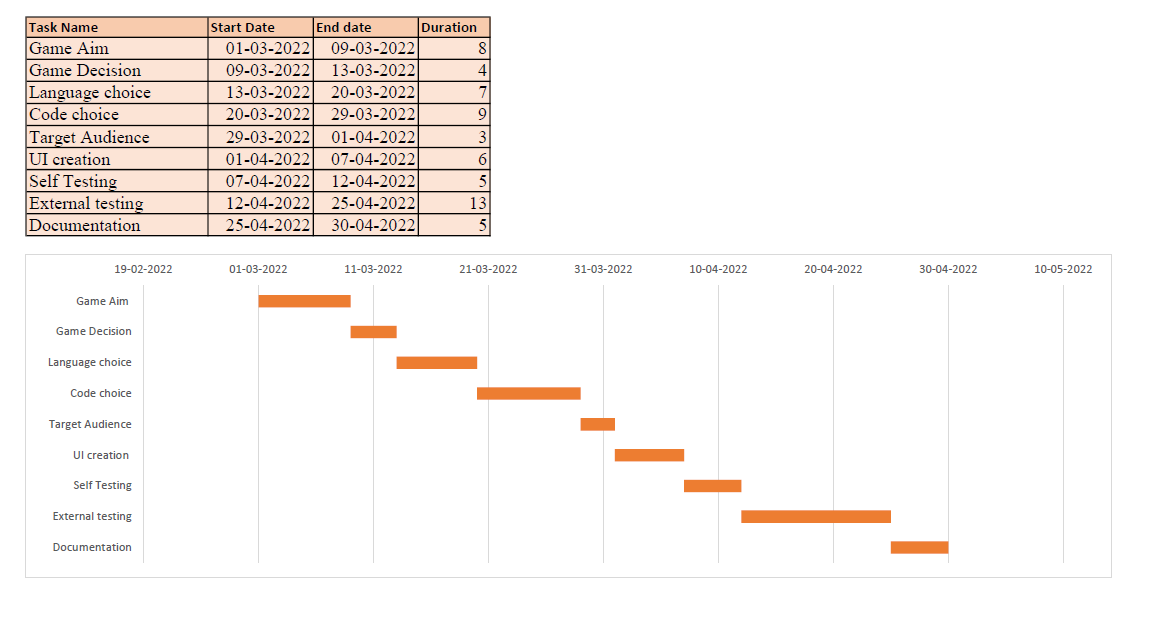 Task Name Start Date End date Duration
Game Aim 01-03-2022 09-03-2022 8
Game Decision 09-03-2022 13-03-2022 4
Language choice 13-03-2022 20-03-2022 7
Code choice 20-03-2022 29-03-2022 9
Target Audience 29-03-2022 01-04-2022 3
UI creation 01-04-2022 07-04-2022 6
Self Testing 07-04-2022 12-04-2022 5
External testing 12-04-2022 25-04-2022 13
Documentation 25-04-2022 30-04-2022 5
19-02-2022 01-03-2022 11-03-2022 21-03-2022 31-03-2022 10-04-2022 20-04-2022 30-04-2022 10-05-2022
Game Aim
Game Decision
Language choice
Code choice
Target Audience
UI creation
Self Testing
External testing
Documentation